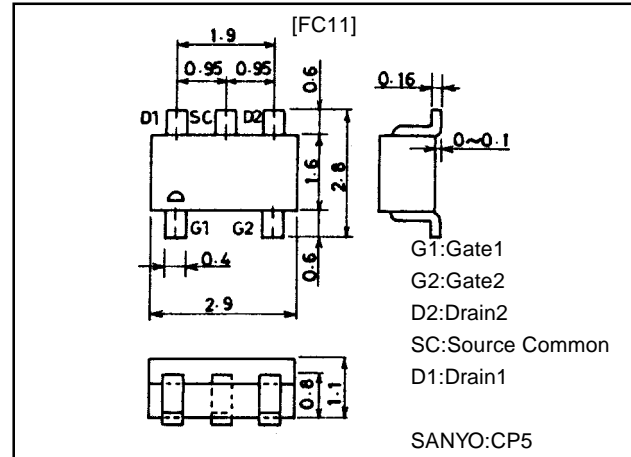 [FC11]
1.9
0.95 0.95
0.6
0.16
D1 SC D2
0~0.1
1.6
2.8
G1 G2
0.4
0.6
2.9
G1:Gate1
G2:Gate2
D2:Drain2
SC:Source Common
D1:Drain1
0.8
1.1
SANYO:CP5